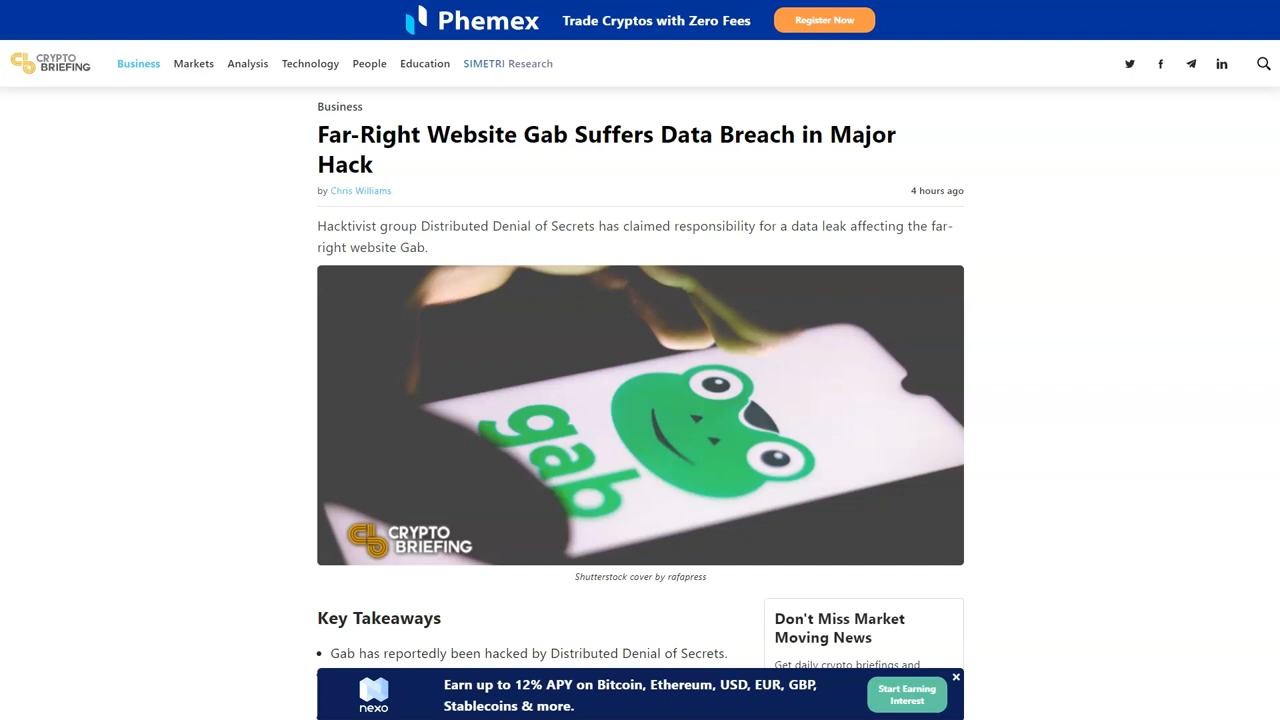 Phemex Trade Cryptos with Zero Fees Register Now
CRYPTO
BRIEFING
Business Markets Analysis Technology People Education SIMETRI Research
Business
Far-Right Website Gab Suffers Data Breach in Major
Hack
by Chris Williams 4 hours ago
Hacktivist group Distributed Denial of Secrets has claimed responsibility for a data leak affecting the far-
right website Gab.
gab
CRYPTO
BRIEFING
Shutterstock cover by rafapress
Key Takeaways
Gab has reportedly been hacked by Distributed Denial of Secrets.
Don't Miss Market
Moving News
Get daily crypto briefings and
nexo
Earn up to 12% APY on Bitcoin, Ethereum, USD, EUR, GBP,
Stablecoins & more.
Start Earning
Interest